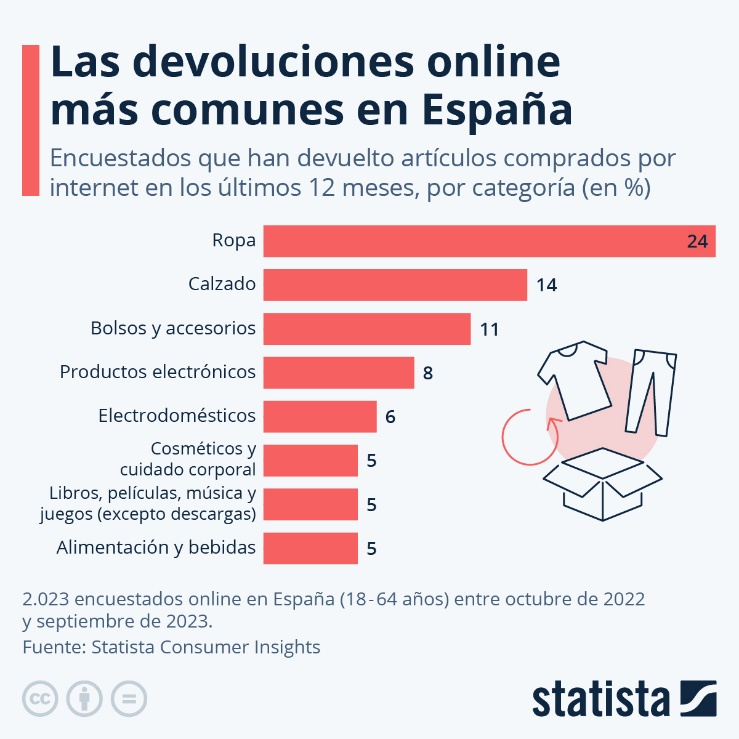 Las devoluciones online
más comunes en España
Encuestados que han devuelto artículos comprados por
internet en los últimos 12 meses, por categoría (en %)
Ropa 24
Calzado 14
Bolsos y accesorios 11
Productos electrónicos 8
Electrodomésticos 6
Cosméticos y
cuidado corporal 5
Libros, películas, música y
juegos (excepto descargas) 5
Alimentación y bebidas 5
2.023 encuestados online en España (18-64 años) entre octubre de 2022
y septiembre de 2023.
Fuente: Statista Consumer Insights
cc
statista